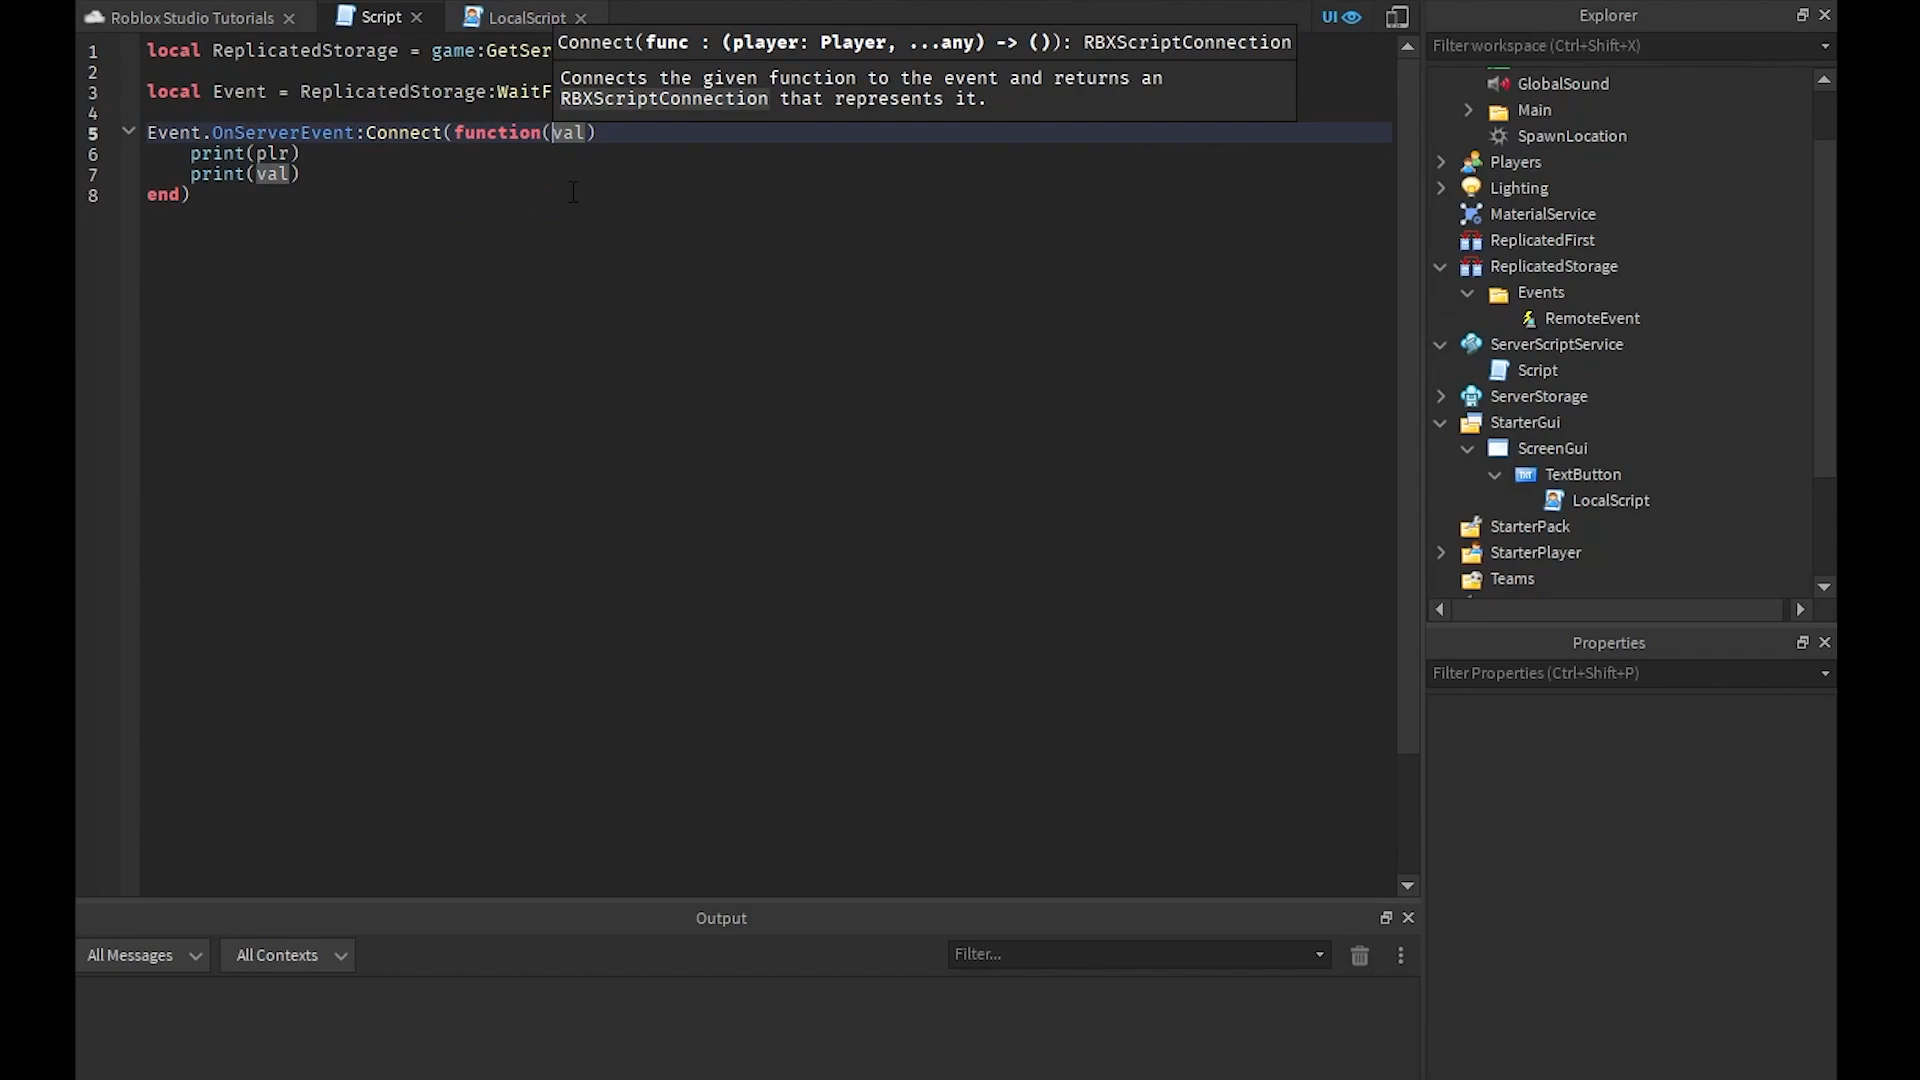 Roblox Studio Tutorials
Script
LocalScript
UI
1 local ReplicatedStorage = game:GetSer
2
3 local Event = ReplicatedStorage:WaitF
4
5 Event.OnServerEvent:Connect(function(val)
6 print(plr)
7 print(val)
8 end)
Connect(func : (player: Player, ...any) -> ()): RBXScriptConnection
Connects the given function to the event and returns an
RBXScriptConnection that represents it.
Explorer
Filter workspace (Ctrl+Shift+X)
GlobalSound
Main
SpawnLocation
Players
Lighting
MaterialService
ReplicatedFirst
ReplicatedStorage
Events
RemoteEvent
ServerScriptService
Script
ServerStorage
StarterGui
ScreenGui
TXT TextButton
LocalScript
StarterPack
StarterPlayer
Teams
Properties
Filter Properties (Ctrl+Shift+P)
Output
All Messages
All Contexts
Filter...